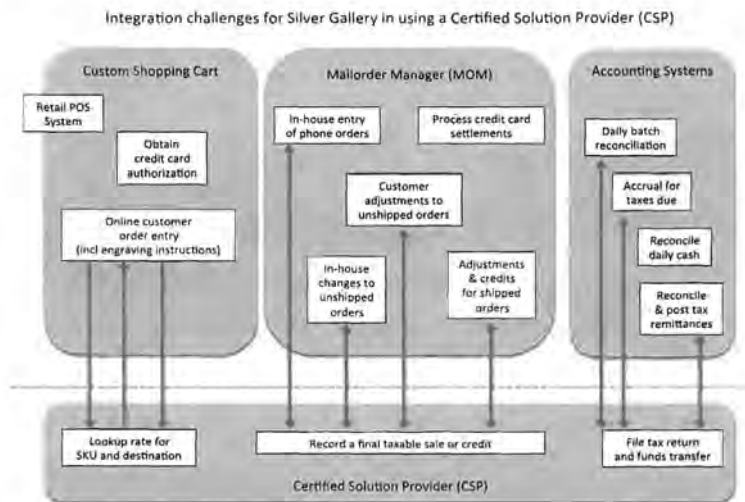 Integration challenges for Silver Gallery in using a Certified Solution Provider (CSP)
Custom Shopping Cart
Retail POS
System
Obtain
credit card
authorization
Online customer
order entry
(incl engraving instructions)
Mailorder Manager (MOM)
In-house entry
of phone orders
Process credit card
settlements
Customer
adjustments to
unshipped orders
In-house
changes to
unshipped
orders
Adjustments
& credits
for shipped
orders
Accounting Systems
Daily batch
reconciliation
Accrual for
taxes due
Reconcile
daily cash
Reconcile
& post tax
remittances
Lookup rate for
SKU and destination
Record a final taxable sale or credit
File tax return
and funds transfer
Certified Solution Provider (CSP)